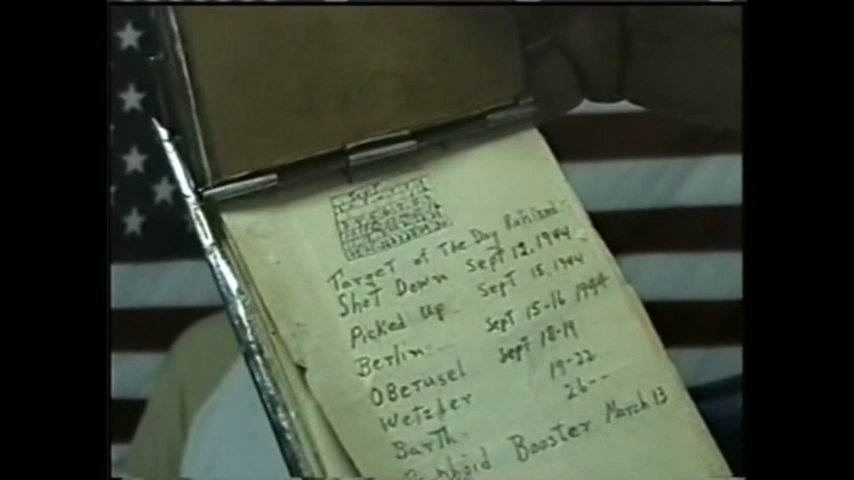 Sept
Target of The Day Ruhland
Shot Down Sept 12, 1944
Picked Up Sept 15, 1944
Berlin Sept 15-16 1944
Oberusel Sept 18-19
Wetzler 19-22
Barth 26--
Booster March 13